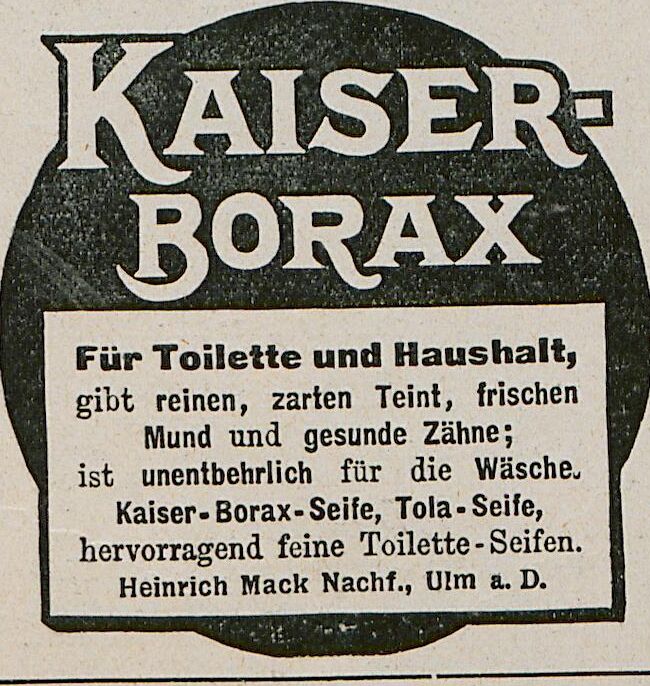 KAISER-
BORAX
Für Toilette und Haushalt,
gibt reinen, zarten Teint, frischen
Mund und gesunde Zähne;
ist unentbehrlich für die Wäsche.
Kaiser-Borax-Seife, Tola-Seife,
hervorragend feine Toilette-Seifen.
Heinrich Mack Nachf., Ulm a. D.